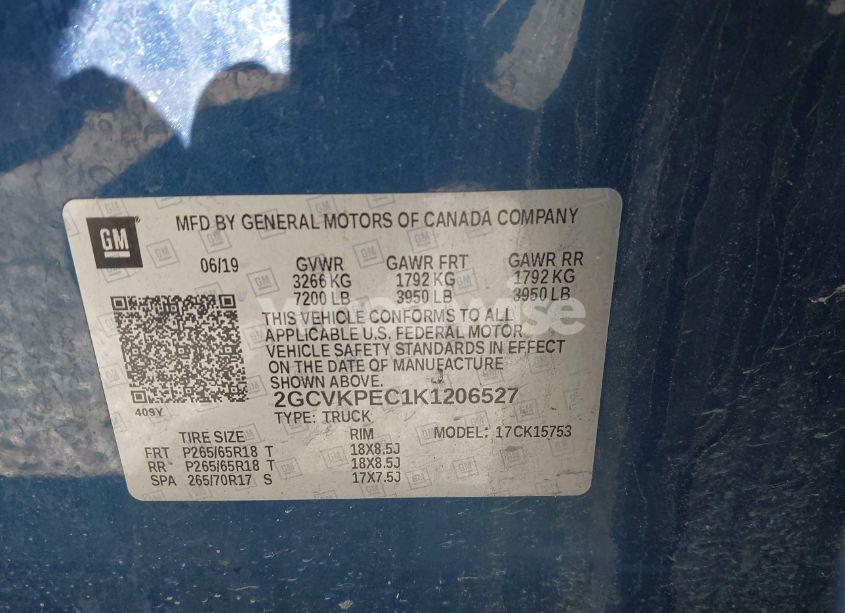 GM
MFD BY GENERAL MOTORS OF CANADA COMPANY
06/19 GVWR GAWR FRT GAWR RR
3266 KG 1792 KG 1792 KG
7200 LB 3950 LB 3950 LB
THIS VEHICLE CONFORMS TO ALL
APPLICABLE U.S. FEDERAL MOTOR
VEHICLE SAFETY STANDARDS IN EFFECT
ON THE DATE OF MANUFACTURE
SHOWN ABOVE.
409Y
2GCVKPEC1K1206527
TYPE: TRUCK
TIRE SIZE RIM MODEL: 17CK15753
FRT P265/65R18 T 18X8.5J
RR P265/65R18 T 18X8.5J
SPA 265/70R17 S 17X7.5J